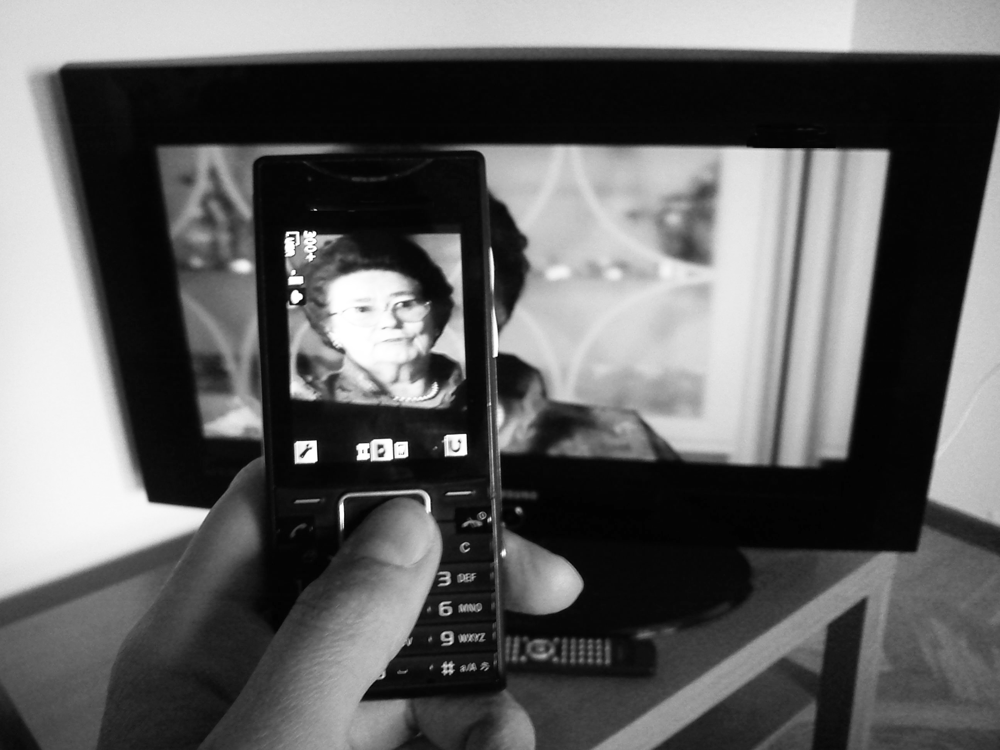 300+
C
3 DEF
6 MNO
9 WXYZ
# a/A